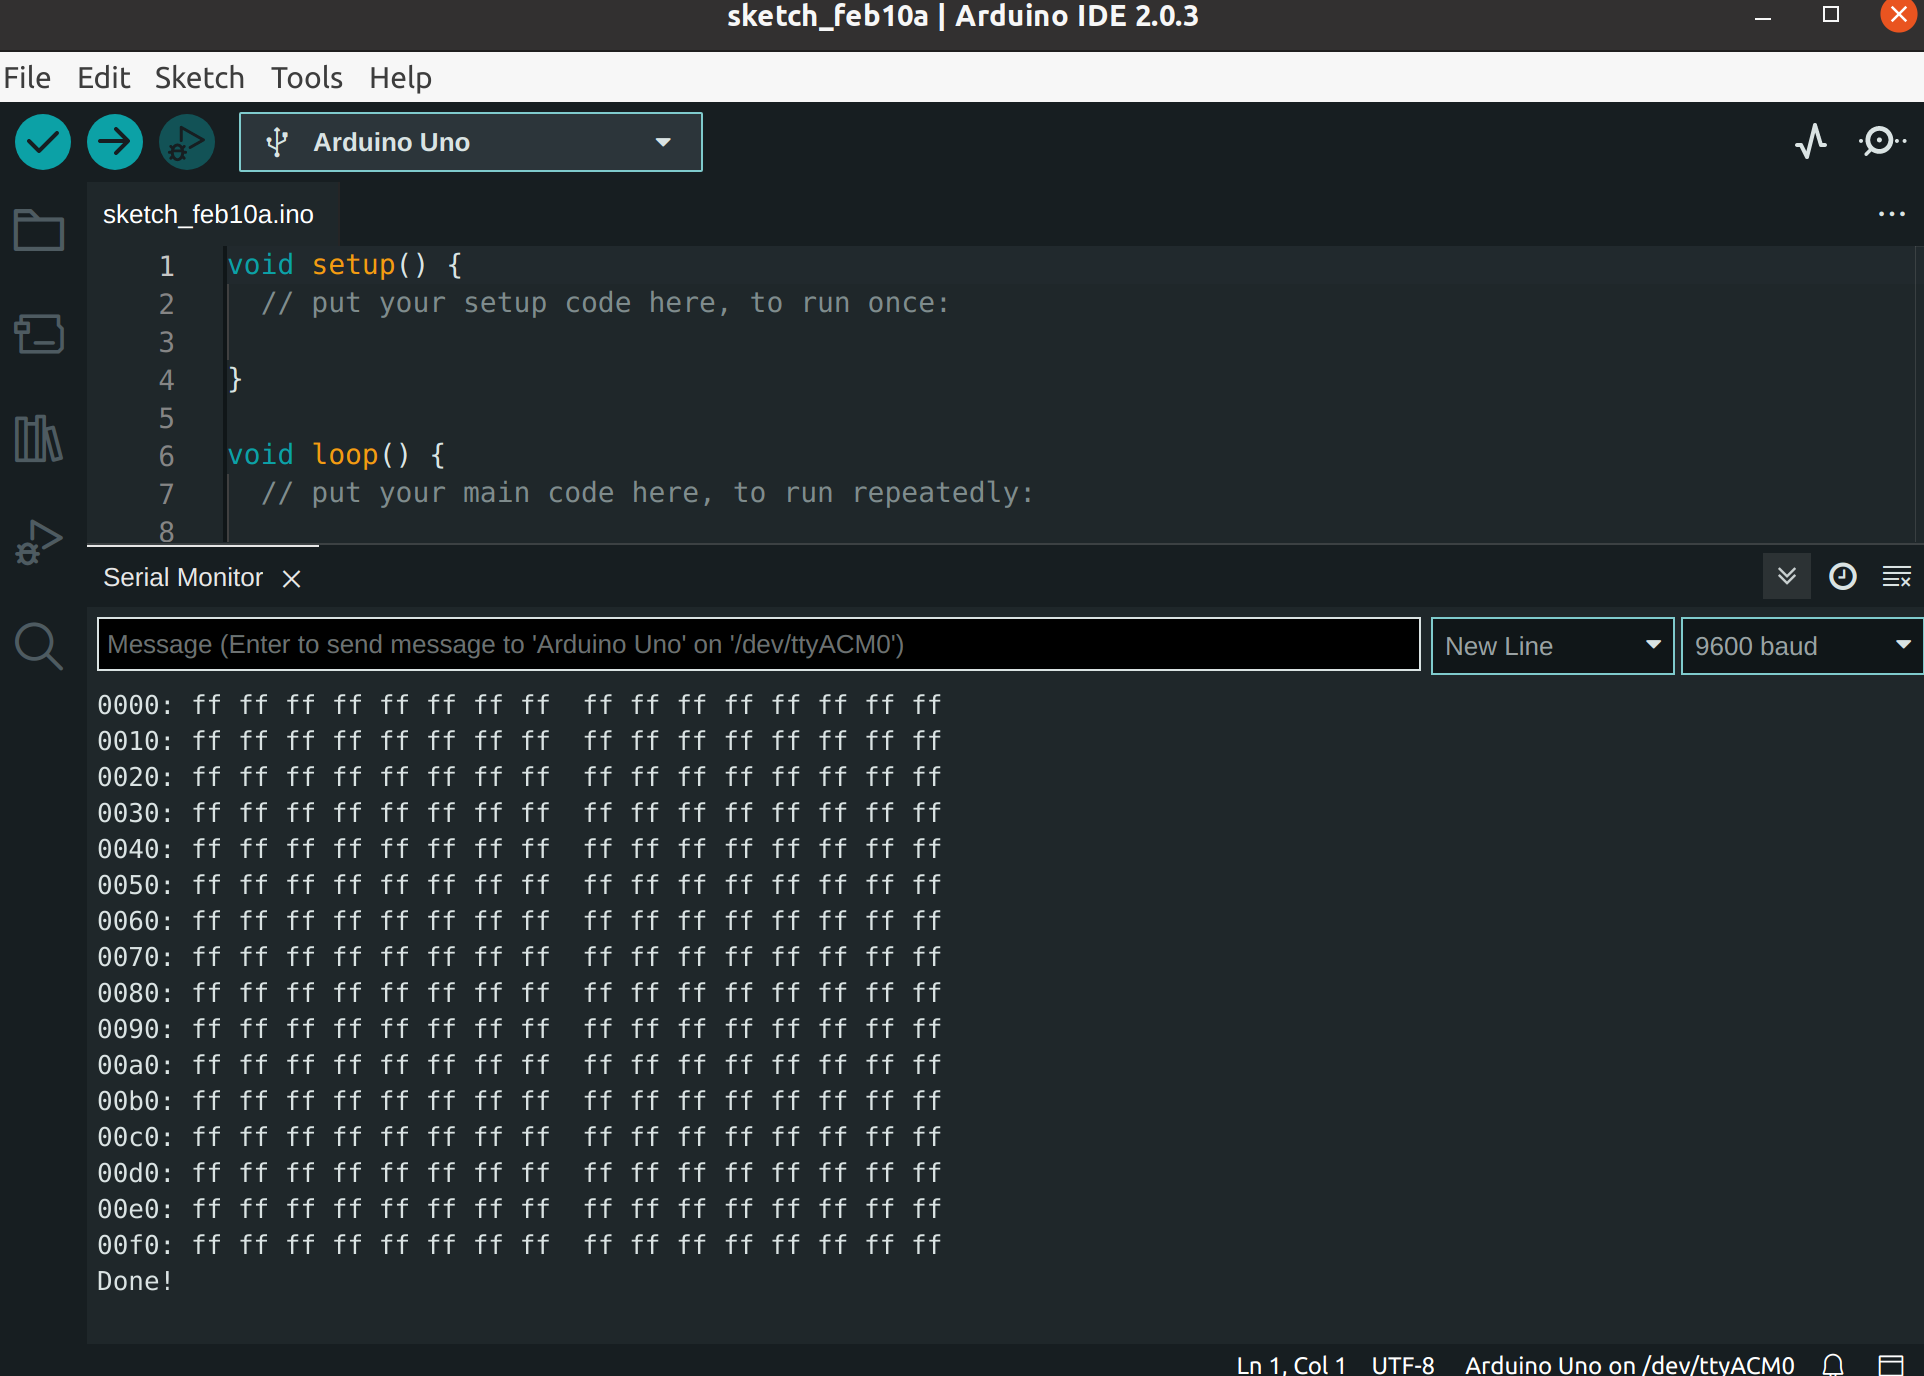 sketch_feb10a | Arduino IDE 2.0.3
File Edit Sketch Tools Help
Arduino Uno
sketch_feb10a.ino
1 void setup() {
2 // put your setup code here, to run once:
3
4 }
5
6 void loop() {
7 // put your main code here, to run repeatedly:
8
Serial Monitor
Message (Enter to send message to 'Arduino Uno' on '/dev/ttyACM0')
New Line
9600 baud
0000: ff ff ff ff ff ff ff ff  ff ff ff ff ff ff ff ff
0010: ff ff ff ff ff ff ff ff  ff ff ff ff ff ff ff ff
0020: ff ff ff ff ff ff ff ff  ff ff ff ff ff ff ff ff
0030: ff ff ff ff ff ff ff ff  ff ff ff ff ff ff ff ff
0040: ff ff ff ff ff ff ff ff  ff ff ff ff ff ff ff ff
0050: ff ff ff ff ff ff ff ff  ff ff ff ff ff ff ff ff
0060: ff ff ff ff ff ff ff ff  ff ff ff ff ff ff ff ff
0070: ff ff ff ff ff ff ff ff  ff ff ff ff ff ff ff ff
0080: ff ff ff ff ff ff ff ff  ff ff ff ff ff ff ff ff
0090: ff ff ff ff ff ff ff ff  ff ff ff ff ff ff ff ff
00a0: ff ff ff ff ff ff ff ff  ff ff ff ff ff ff ff ff
00b0: ff ff ff ff ff ff ff ff  ff ff ff ff ff ff ff ff
00c0: ff ff ff ff ff ff ff ff  ff ff ff ff ff ff ff ff
00d0: ff ff ff ff ff ff ff ff  ff ff ff ff ff ff ff ff
00e0: ff ff ff ff ff ff ff ff  ff ff ff ff ff ff ff ff
00f0: ff ff ff ff ff ff ff ff  ff ff ff ff ff ff ff ff
Done!
Ln 1, Col 1 UTF-8 Arduino Uno on /dev/ttyACM0